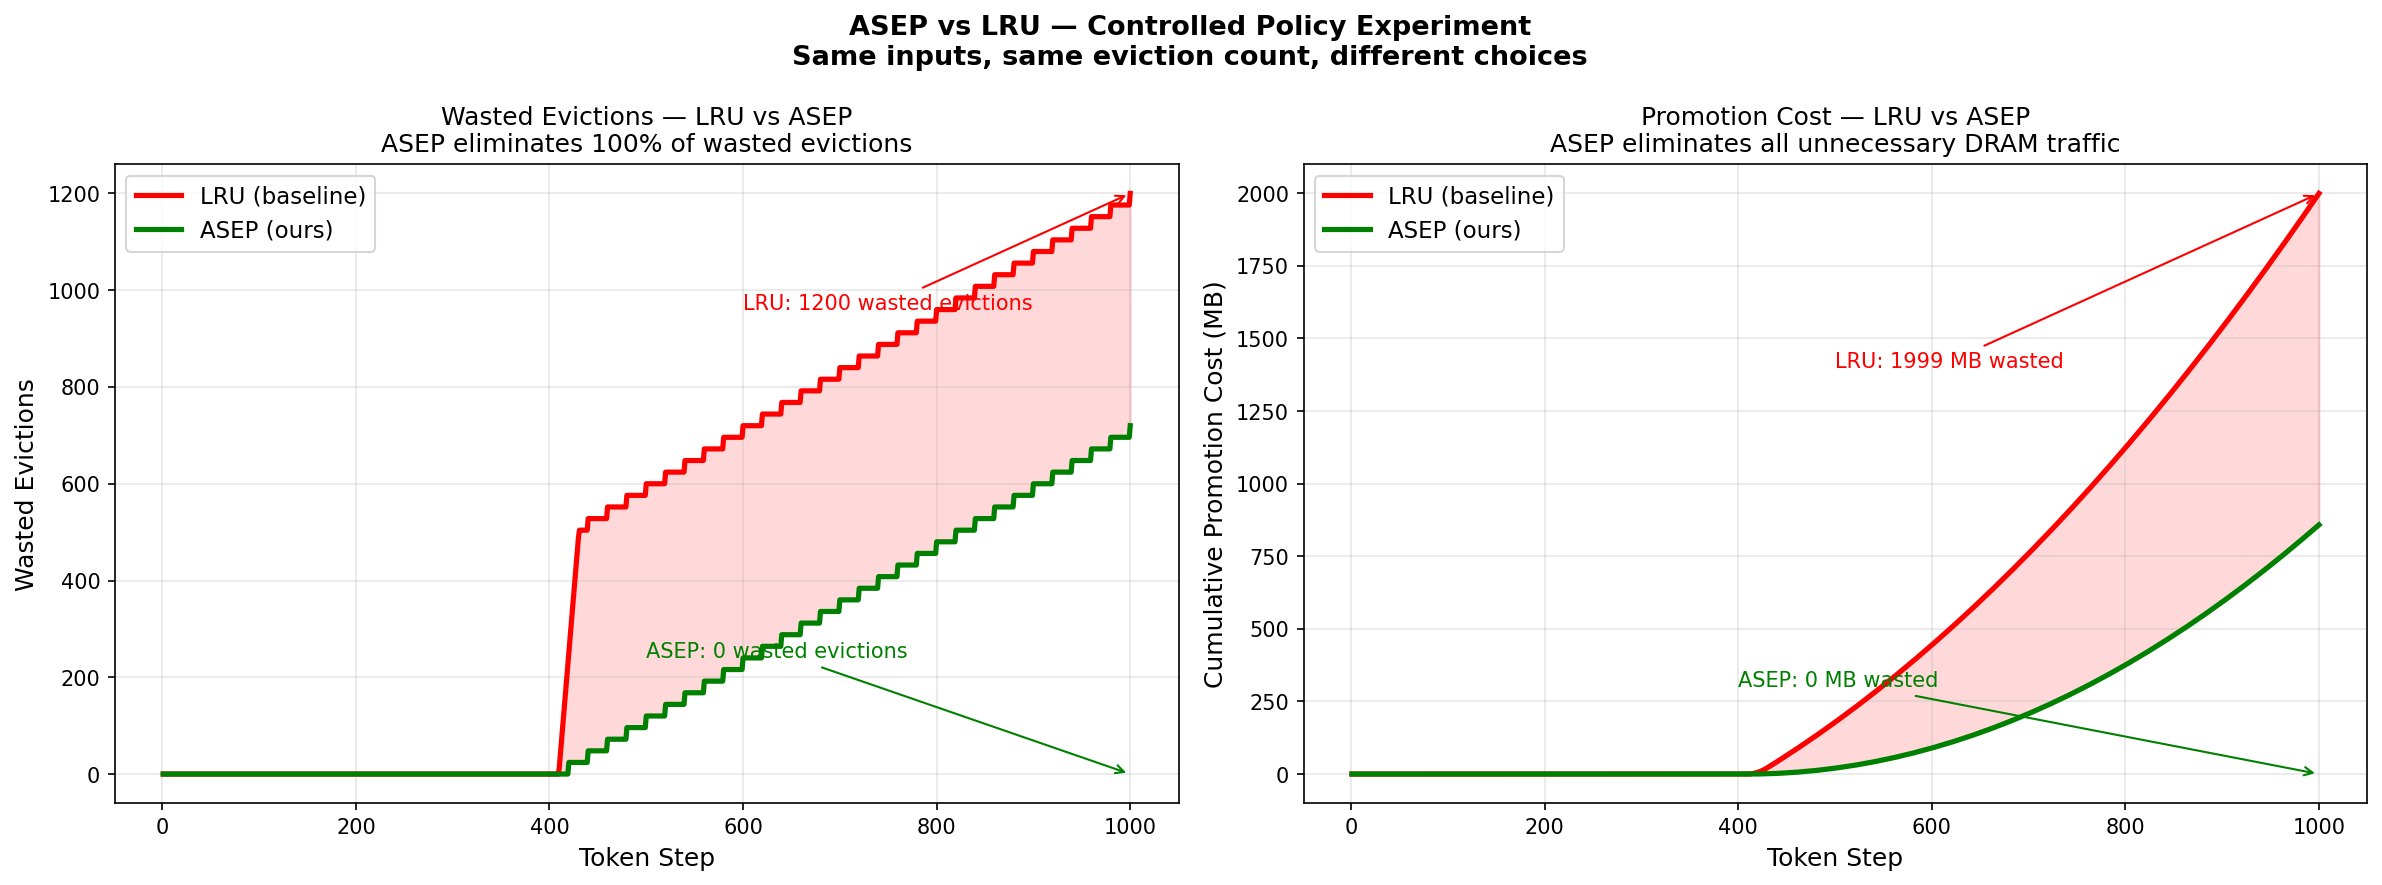 ASEP vs LRU — Controlled Policy Experiment
Same inputs, same eviction count, different choices
Wasted Evictions — LRU vs ASEP
ASEP eliminates 100% of wasted evictions
LRU (baseline)
ASEP (ours)
LRU: 1200 wasted evictions
ASEP: 0 wasted evictions
Wasted Evictions
1200
1000
800
600
400
200
0
0 200 400 600 800 1000
Token Step
Promotion Cost — LRU vs ASEP
ASEP eliminates all unnecessary DRAM traffic
LRU (baseline)
ASEP (ours)
LRU: 1999 MB wasted
ASEP: 0 MB wasted
Cumulative Promotion Cost (MB)
2000
1750
1500
1250
1000
750
500
250
0
0 200 400 600 800 1000
Token Step